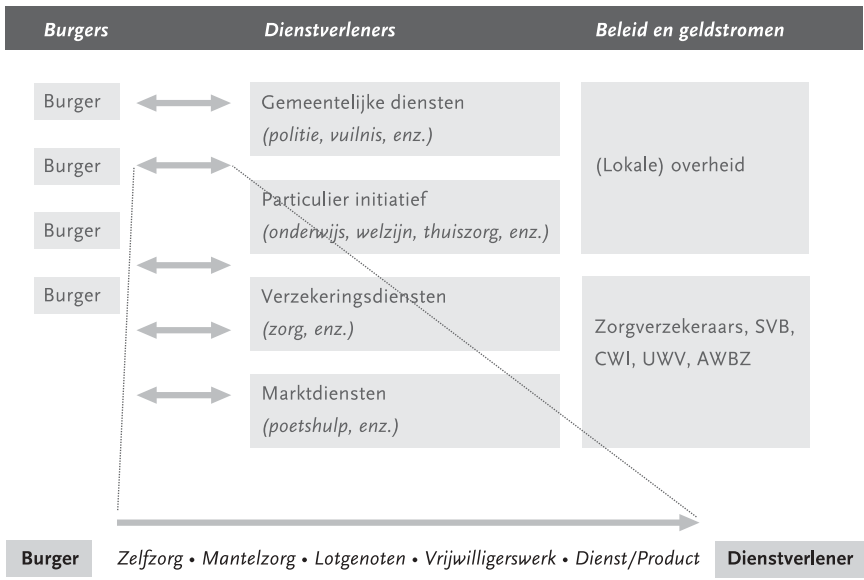 Burgers Dienstverleners Beleid en geldstromen
Burger
Burger
Burger
Burger
Gemeentelijke diensten
(politie, vuilnis, enz.)
Particulier initiatief
(onderwijs, welzijn, thuiszorg, enz.)
Verzekeringsdiensten
(zorg, enz.)
Marktdiensten
(poetshulp, enz.)
(Lokale) overheid
Zorgverzekeraars, SVB,
CWI, UWV, AWBZ
Burger Zelfzorg • Mantelzorg • Lotgenoten • Vrijwilligerswerk • Dienst/Product Dienstverlener